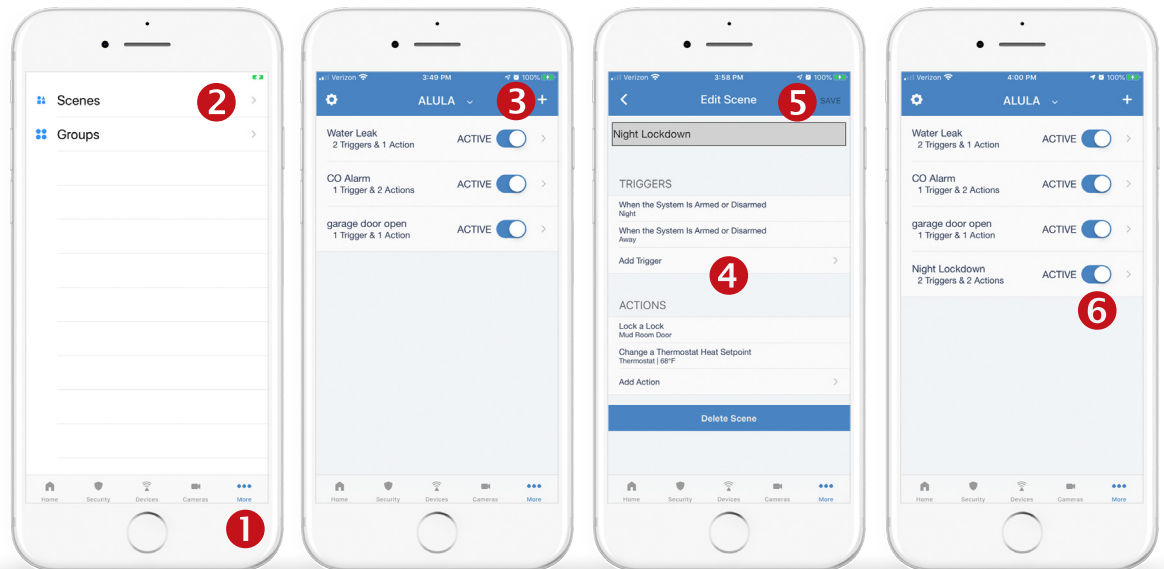 Scenes
2
Groups
Home Security Devices Cameras More
1
Verizon 3:49 PM 100%
ALULA 3 +
Water Leak
2 Triggers & 1 Action
ACTIVE
CO Alarm
1 Trigger & 2 Actions
ACTIVE
garage door open
1 Trigger & 1 Action
ACTIVE
Home Security Devices Cameras More
Verizon 3:58 PM 100%
Edit Scene 5 SAVE
Night Lockdown
TRIGGERS
When the System Is Armed or Disarmed
Night
When the System Is Armed or Disarmed
Away
Add Trigger
4
ACTIONS
Lock a Lock
Mud Room Door
Change a Thermostat Heat Setpoint
Thermostat | 68°F
Add Action
Delete Scene
Home Security Devices Cameras More
Verizon 4:00 PM 100%
ALULA +
Water Leak
2 Triggers & 1 Action
ACTIVE
CO Alarm
1 Trigger & 2 Actions
ACTIVE
garage door open
1 Trigger & 1 Action
ACTIVE
Night Lockdown
2 Triggers & 2 Actions
ACTIVE
6
Home Security Devices Cameras More